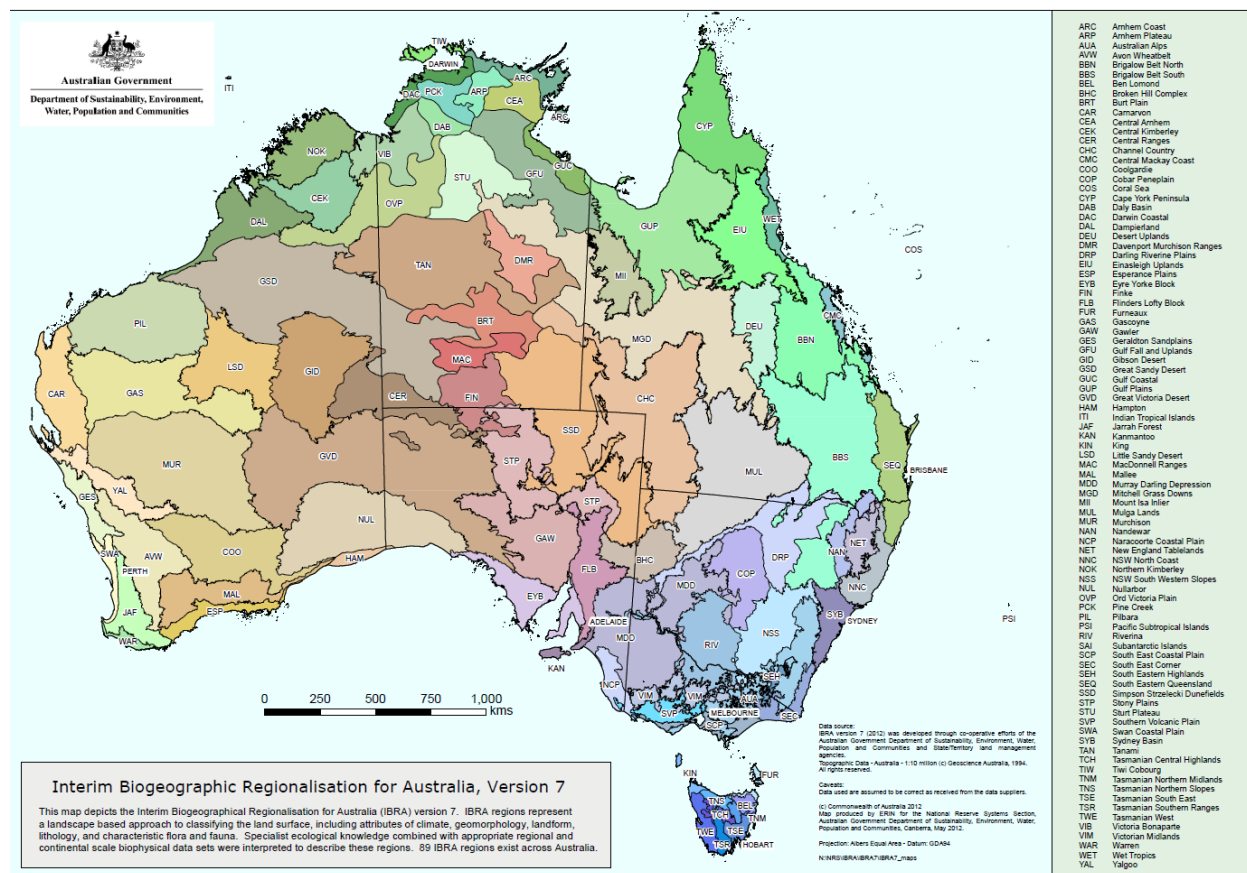 Australian Government
Department of Sustainability, Environment,
Water, Population and Communities
TIW
DARWIN
ITI
DAC
PCK
ARP
ARC
CEA
ARC
DAB
CYP
NOK
VIB
STU
GFU
GUC
CEK
OVP
WET
DAL
GUP
EIU
COS
TAN
DMR
MII
GSD
PIL
BRT
DEU
CMC
MGD
BBN
MAC
LSD
GID
CAR
GAS
CER
FIN
CHC
SSD
GVD
STP
MUL
BBS
SEQ
BRISBANE
MUR
YAL
GES
STP
NUL
GAW
COO
SWA
AVW
HAM
PERTH
BHC
DRP
NAN
NET
FLB
COP
MDD
NNC
MAL
EYB
ESP
JAF
SYB
SYDNEY
PSI
ADELAIDE
MDD
RIV
NSS
WAR
KAN
SEH
NCP
VIM
VIM
AUA
SVP
MELBOURNE
SEC
SCP
0 250 500 750 1,000
kms
KIN
FUR
TNS
BEL
TCH
TNM
TWE
TSE
TSR
HOBART
Data source:
IBRA version 7 (2012) was developed through co-operative efforts of the
Australian Government Department of Sustainability, Environment, Water,
Population and Communities and State/Territory land management
agencies.
Topographic Data - Australia - 1:10 million (c) Geoscience Australia, 1994.
All rights reserved.
Caveats:
Data used are assumed to be correct as received from the data suppliers.
(c) Commonwealth of Australia 2012
Map produced by ERIN for the National Reserve Systems Section,
Australian Government Department of Sustainability, Environment, Water,
Population and Communities, Canberra, May 2012.
Projection: Albers Equal Area - Datum: GDA94
N:\NRS\IBRA\IBRA7\IBRA7_maps
Interim Biogeographic Regionalisation for Australia, Version 7
This map depicts the Interim Biogeographical Regionalisation for Australia (IBRA) version 7. IBRA regions represent
a landscape based approach to classifying the land surface, including attributes of climate, geomorphology, landform,
lithology, and characteristic flora and fauna. Specialist ecological knowledge combined with appropriate regional and
continental scale biophysical data sets were interpreted to describe these regions. 89 IBRA regions exist across Australia.
ARC Arnhem Coast
ARP Arnhem Plateau
AUA Australian Alps
AVW Avon Wheatbelt
BBN Brigalow Belt North
BBS Brigalow Belt South
BEL Ben Lomond
BHC Broken Hill Complex
BRT Burt Plain
CAR Carnarvon
CEA Central Arnhem
CEK Central Kimberley
CER Central Ranges
CHC Channel Country
CMC Central Mackay Coast
COO Coolgardie
COP Cobar Peneplain
COS Coral Sea
CYP Cape York Peninsula
DAB Daly Basin
DAC Darwin Coastal
DAL Dampierland
DEU Desert Uplands
DMR Davenport Murchison Ranges
DRP Darling Riverine Plains
EIU Einasleigh Uplands
ESP Esperance Plains
EYB Eyre Yorke Block
FIN Finke
FLB Flinders Lofty Block
FUR Furneaux
GAS Gascoyne
GAW Gawler
GES Geraldton Sandplains
GFU Gulf Fall and Uplands
GID Gibson Desert
GSD Great Sandy Desert
GUC Gulf Coastal
GUP Gulf Plains
GVD Great Victoria Desert
HAM Hampton
ITI Indian Tropical Islands
JAF Jarrah Forest
KAN Kanmantoo
KIN King
LSD Little Sandy Desert
MAC MacDonnell Ranges
MAL Mallee
MDD Murray Darling Depression
MGD Mitchell Grass Downs
MII Mount Isa Inlier
MUL Mulga Lands
MUR Murchison
NAN Nandewar
NCP Naracoorte Coastal Plain
NET New England Tablelands
NNC NSW North Coast
NOK Northern Kimberley
NSS NSW South Western Slopes
NUL Nullarbor
OVP Ord Victoria Plain
PCK Pine Creek
PIL Pilbara
PSI Pacific Subtropical Islands
RIV Riverina
SAI Subantarctic Islands
SCP South East Coastal Plain
SEC South East Corner
SEH South Eastern Highlands
SEQ South Eastern Queensland
SSD Simpson Strzelecki Dunefields
STP Stony Plains
STU Sturt Plateau
SVP Southern Volcanic Plain
SWA Swan Coastal Plain
SYB Sydney Basin
TAN Tanami
TCH Tasmanian Central Highlands
TIW Tiwi Cobourg
TNM Tasmanian Northern Midlands
TNS Tasmanian Northern Slopes
TSE Tasmanian South East
TSR Tasmanian Southern Ranges
TWE Tasmanian West
VIB Victoria Bonaparte
VIM Victorian Midlands
WAR Warren
WET Wet Tropics
YAL Yalgoo